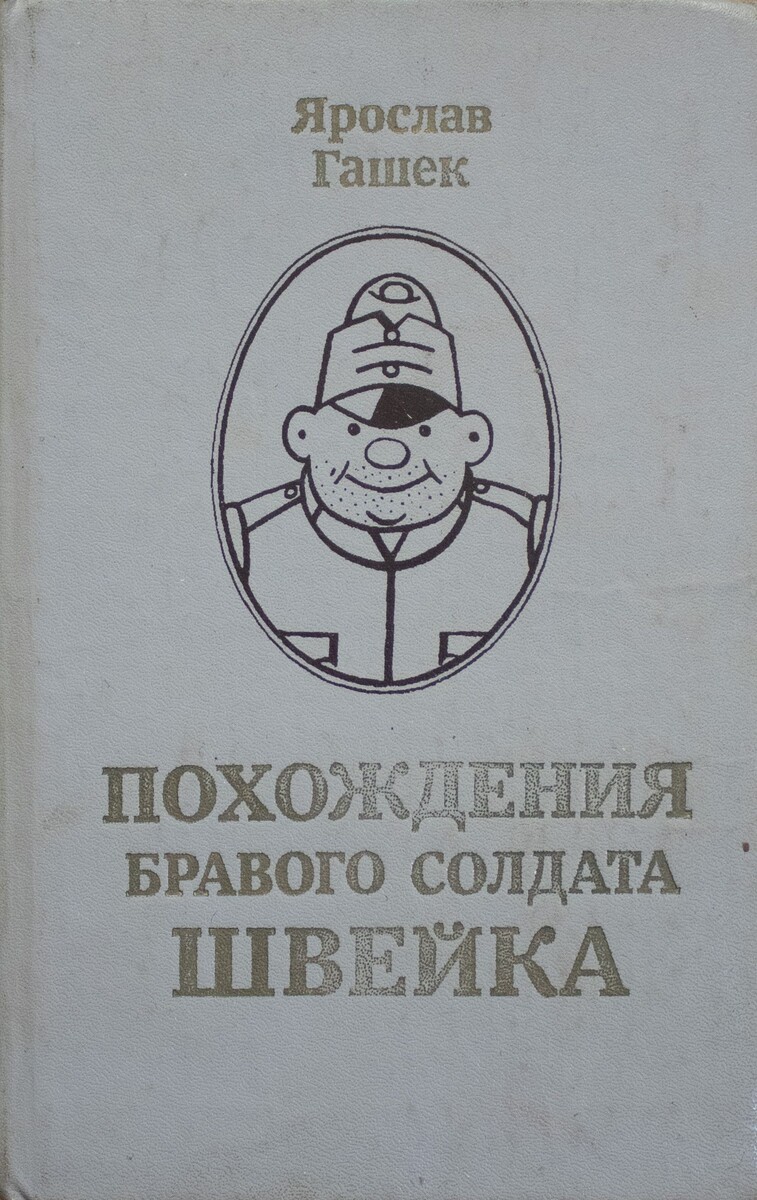 Ярослав
Гашек
ПОХОЖДЕНИЯ
БРАВОГО СОЛДАТА
ШВЕЙКА